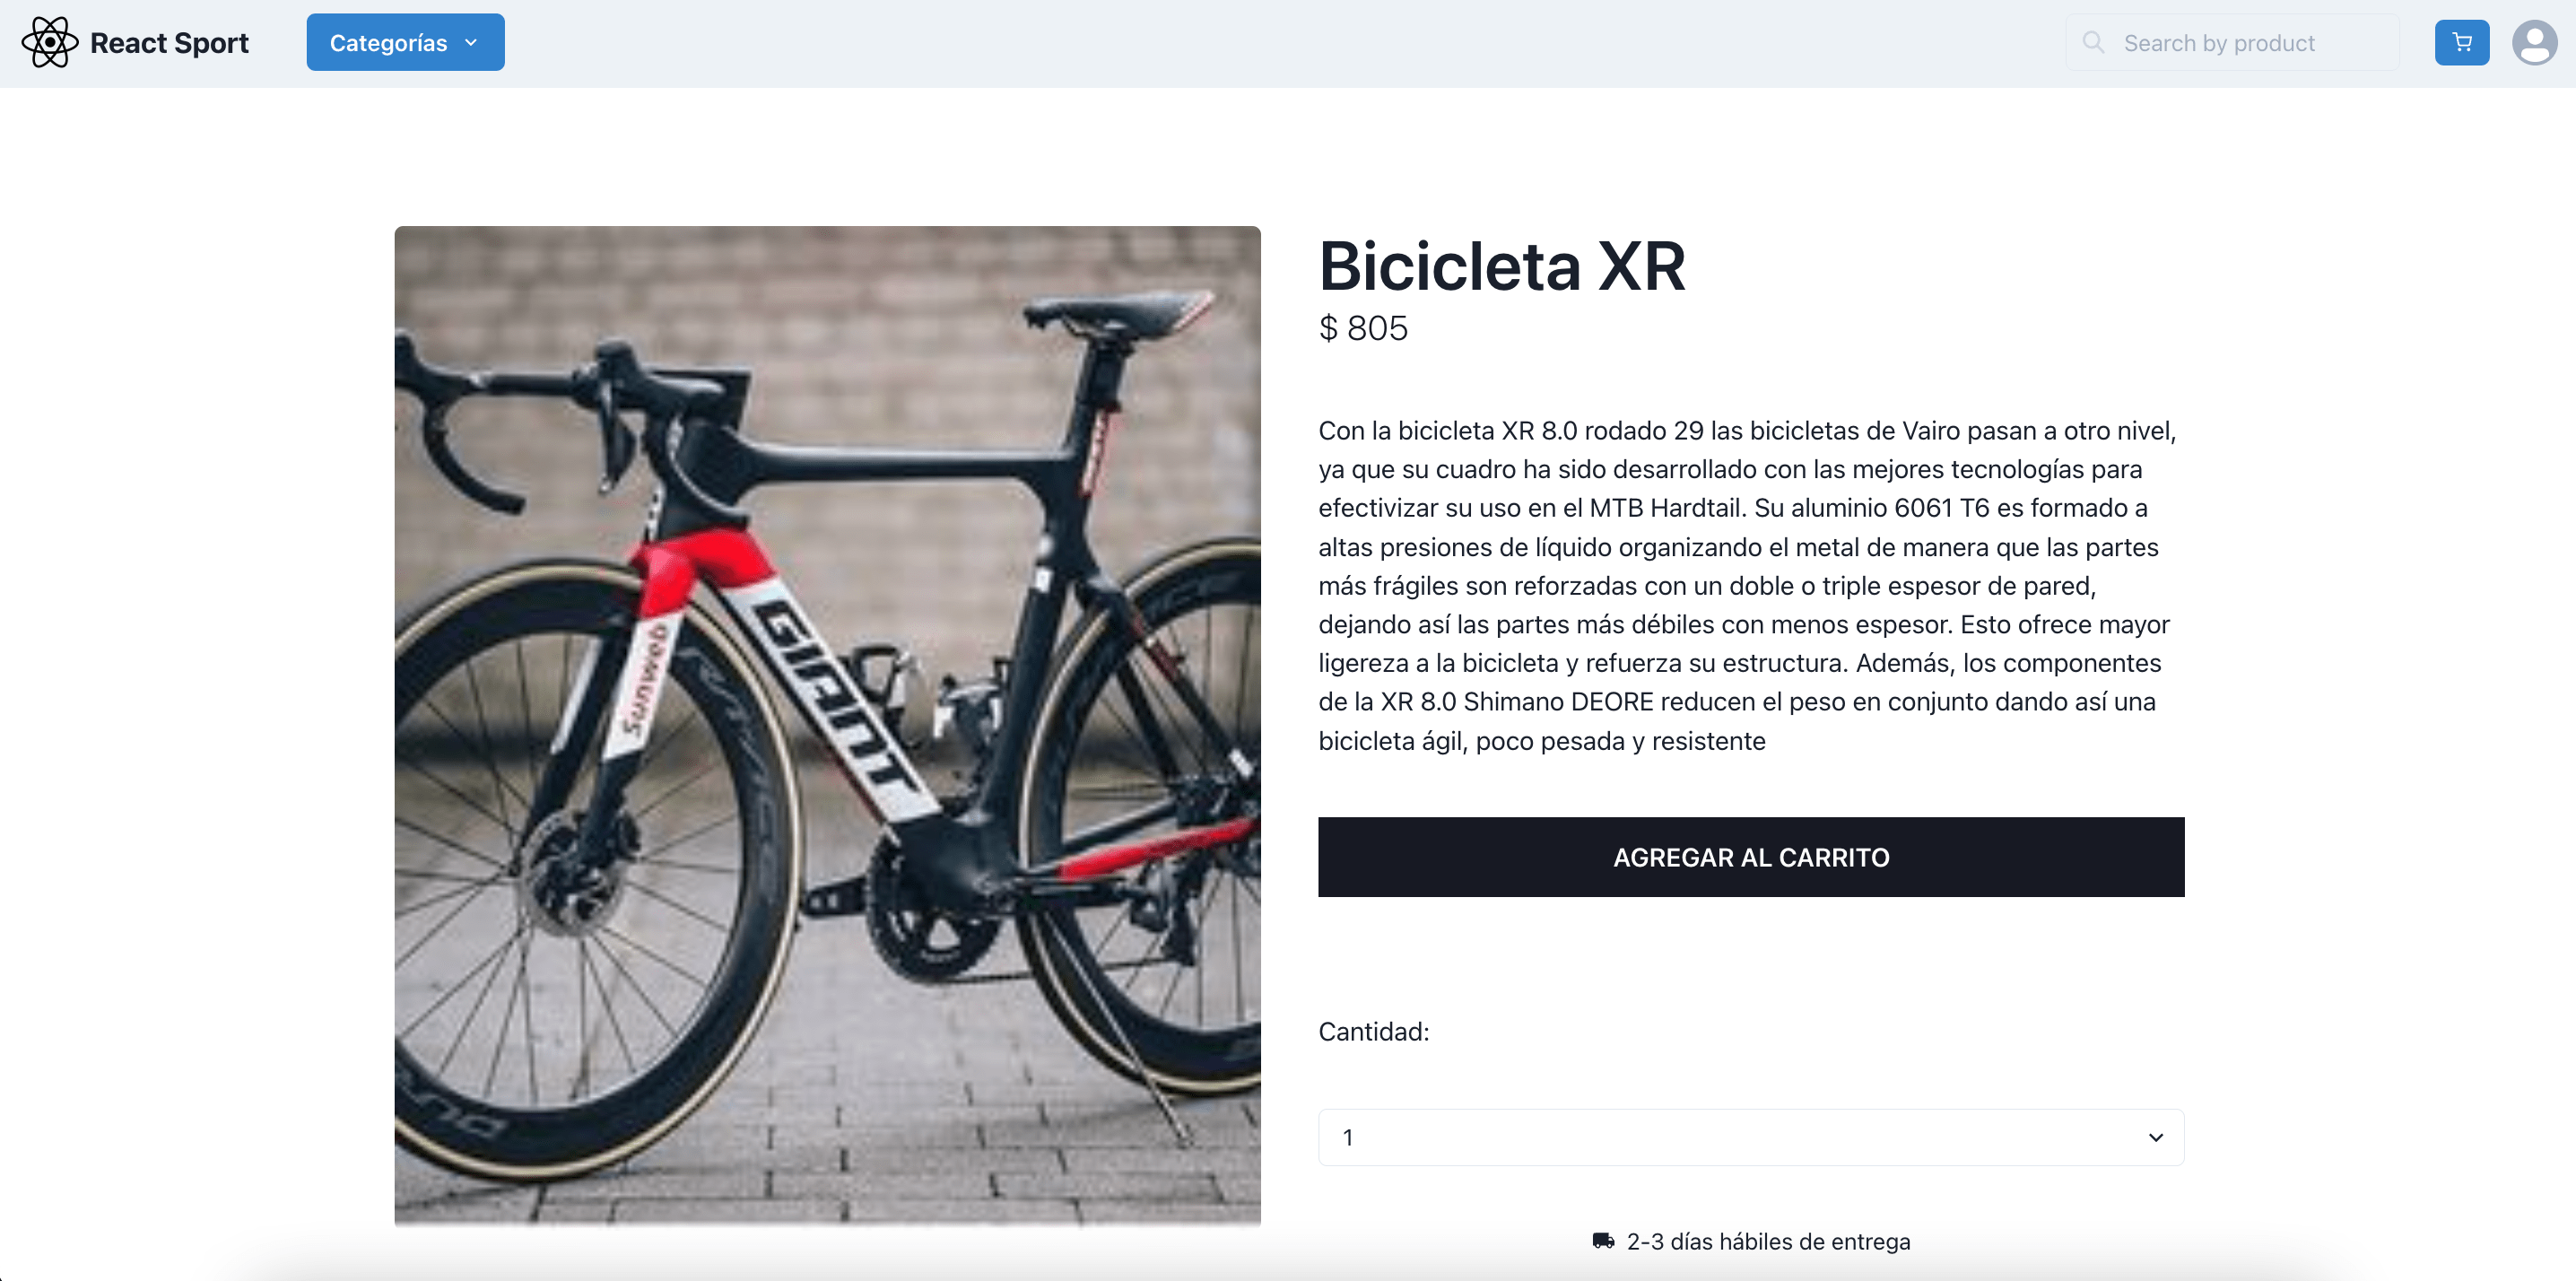 React Sport
Categorías
Search by product
Bicicleta XR
$ 805
Con la bicicleta XR 8.0 rodado 29 las bicicletas de Vairo pasan a otro nivel,
ya que su cuadro ha sido desarrollado con las mejores tecnologías para
efectivizar su uso en el MTB Hardtail. Su aluminio 6061 T6 es formado a
altas presiones de líquido organizando el metal de manera que las partes
más frágiles son reforzadas con un doble o triple espesor de pared,
dejando así las partes más débiles con menos espesor. Esto ofrece mayor
ligereza a la bicicleta y refuerza su estructura. Además, los componentes
de la XR 8.0 Shimano DEORE reducen el peso en conjunto dando así una
bicicleta ágil, poco pesada y resistente
AGREGAR AL CARRITO
Cantidad:
1
2-3 días hábiles de entrega
GIANT
Sunweb